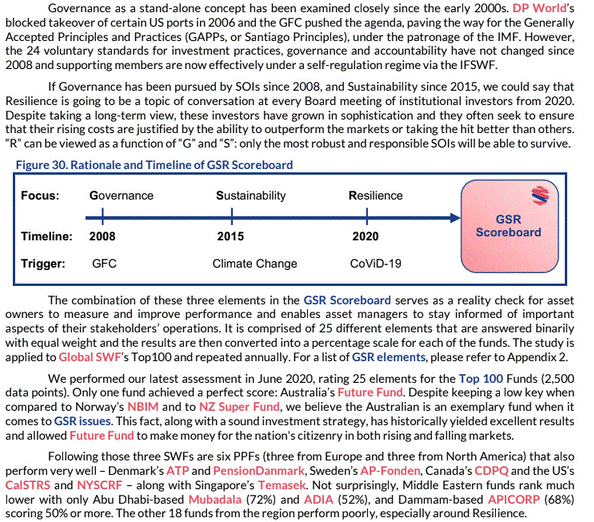 Governance as a stand-alone concept has been examined closely since the early 2000s. DP World's
blocked takeover of certain US ports in 2006 and the GFC pushed the agenda, paving the way for the Generally
Accepted Principles and Practices (GAPPs, or Santiago Principles), under the patronage of the IMF. However,
the 24 voluntary standards for investment practices, governance and accountability have not changed since
2008 and supporting members are now effectively under a self-regulation regime via the IFSWF.
If Governance has been pursued by SOIs since 2008, and Sustainability since 2015, we could say that
Resilience is going to be a topic of conversation at every Board meeting of institutional investors from 2020.
Despite taking a long-term view, these investors have grown in sophistication and they often seek to ensure
that their rising costs are justified by the ability to outperform the markets or taking the hit better than others.
"R" can be viewed as a function of "G" and "S": only the most robust and responsible SOIs will be able to survive.
Figure 30. Rationale and Timeline of GSR Scoreboard
Focus: Governance Sustainability Resilience
GSR
Scoreboard
Timeline: 2008 2015 2020
Trigger: GFC Climate Change CoViD-19
The combination of these three elements in the GSR Scoreboard serves as a reality check for asset
owners to measure and improve performance and enables asset managers to stay informed of important
aspects of their stakeholders' operations. It is comprised of 25 different elements that are answered binarily
with equal weight and the results are then converted into a percentage scale for each of the funds. The study is
applied to Global SWF's Top100 and repeated annually. For a list of GSR elements, please refer to Appendix 2.
We performed our latest assessment in June 2020, rating 25 elements for the Top 100 Funds (2,500
data points). Only one fund achieved a perfect score: Australia's Future Fund. Despite keeping a low key when
compared to Norway's NBIM and to NZ Super Fund, we believe the Australian is an exemplary fund when it
comes to GSR issues. This fact, along with a sound investment strategy, has historically yielded excellent results
and allowed Future Fund to make money for the nation's citizenry in both rising and falling markets.
Following those three SWFs are six PPFs (three from Europe and three from North America) that also
perform very well – Denmark's ATP and PensionDanmark, Sweden's AP-Fonden, Canada's CDPQ and the US's
CalSTRS and NYSCRF – along with Singapore's Temasek. Not surprisingly, Middle Eastern funds rank much
lower with only Abu Dhabi-based Mubadala (72%) and ADIA (52%), and Dammam-based APICORP (68%)
scoring 50% or more. The other 18 funds from the region perform poorly, especially around Resilience.